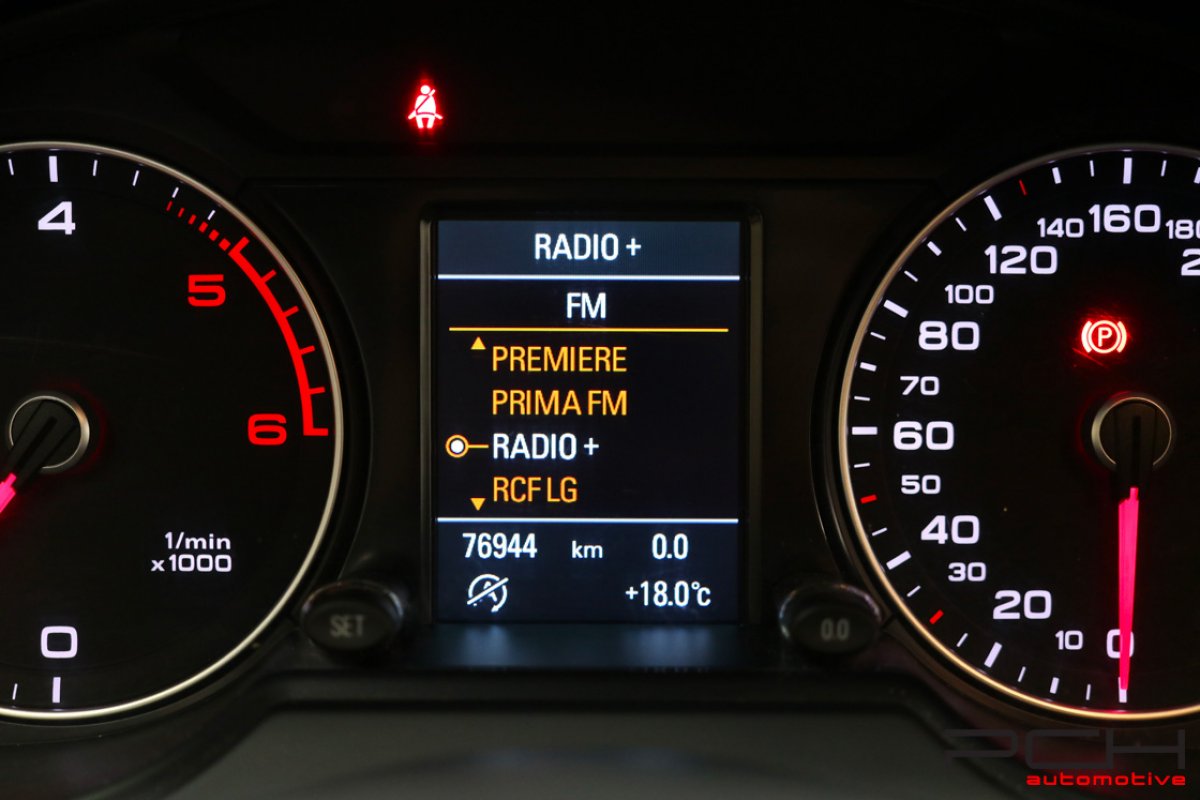 RADIO +
FM
PREMIERE
PRIMA FM
RADIO +
RCF LG
76944 km 0.0
+18.0°C
4
5
6
1/min
x1000
0
SET
0.0
0
10
20
30
40
50
60
70
80
100
120
140
160
180
P
PCH
automotive